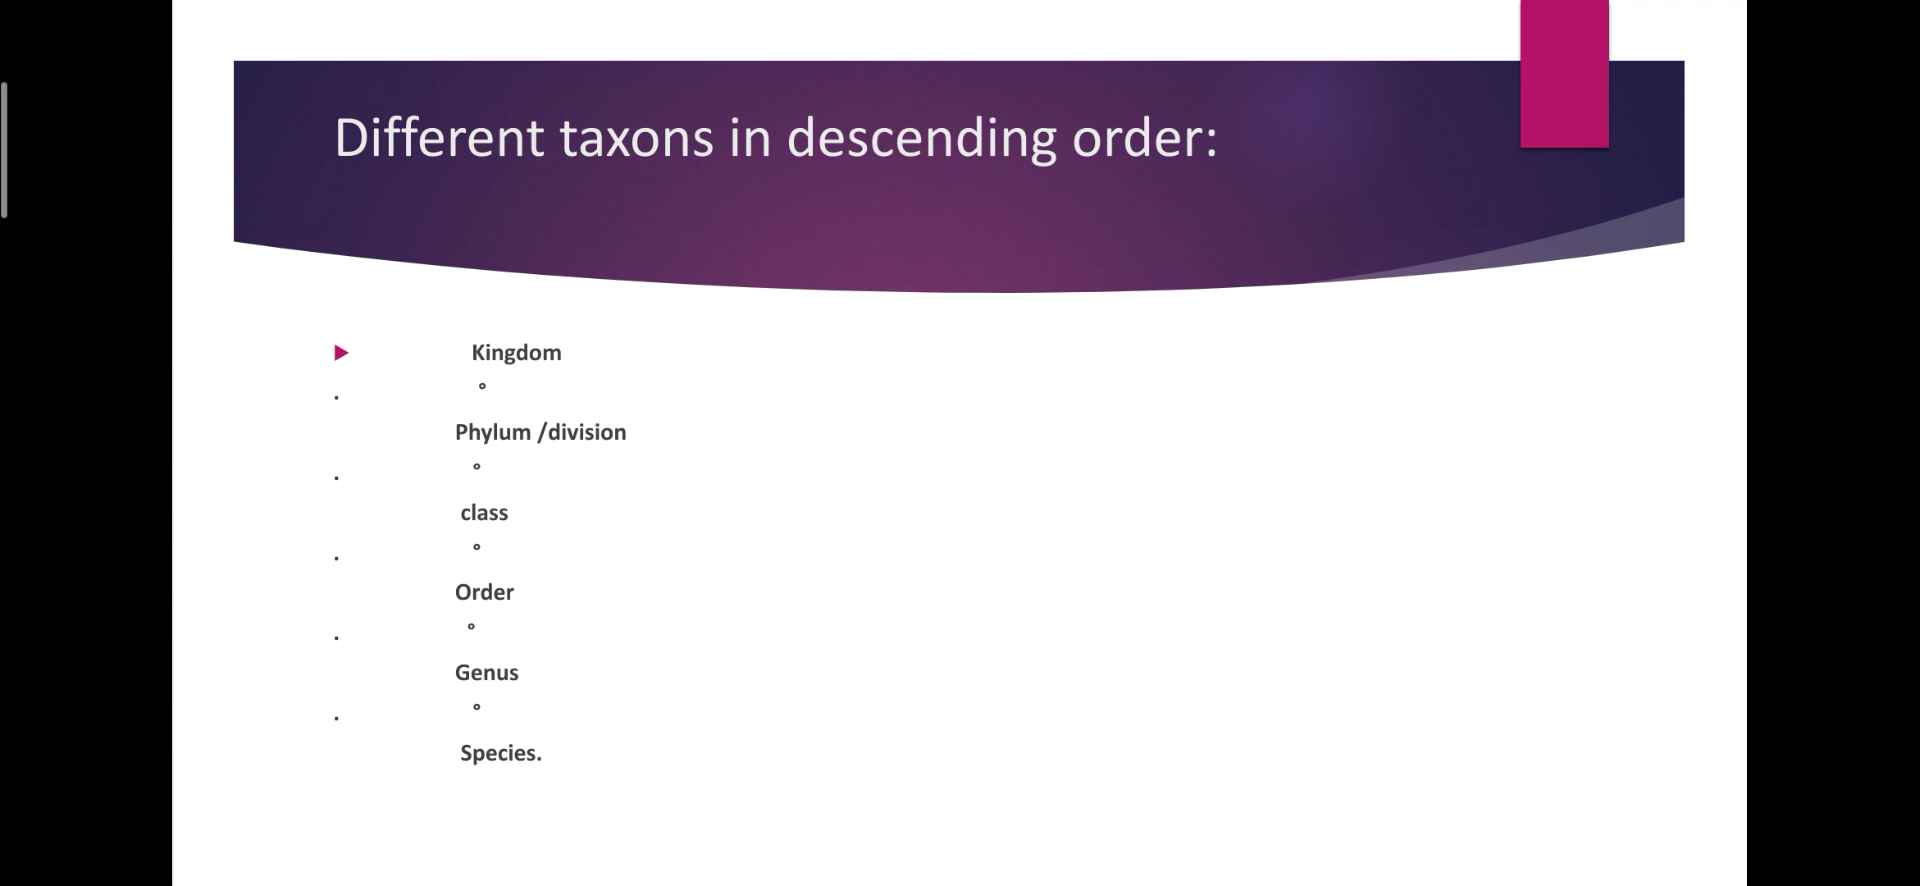 Different taxons in descending order:
Kingdom
Phylum /division
class
Order
Genus
Species.